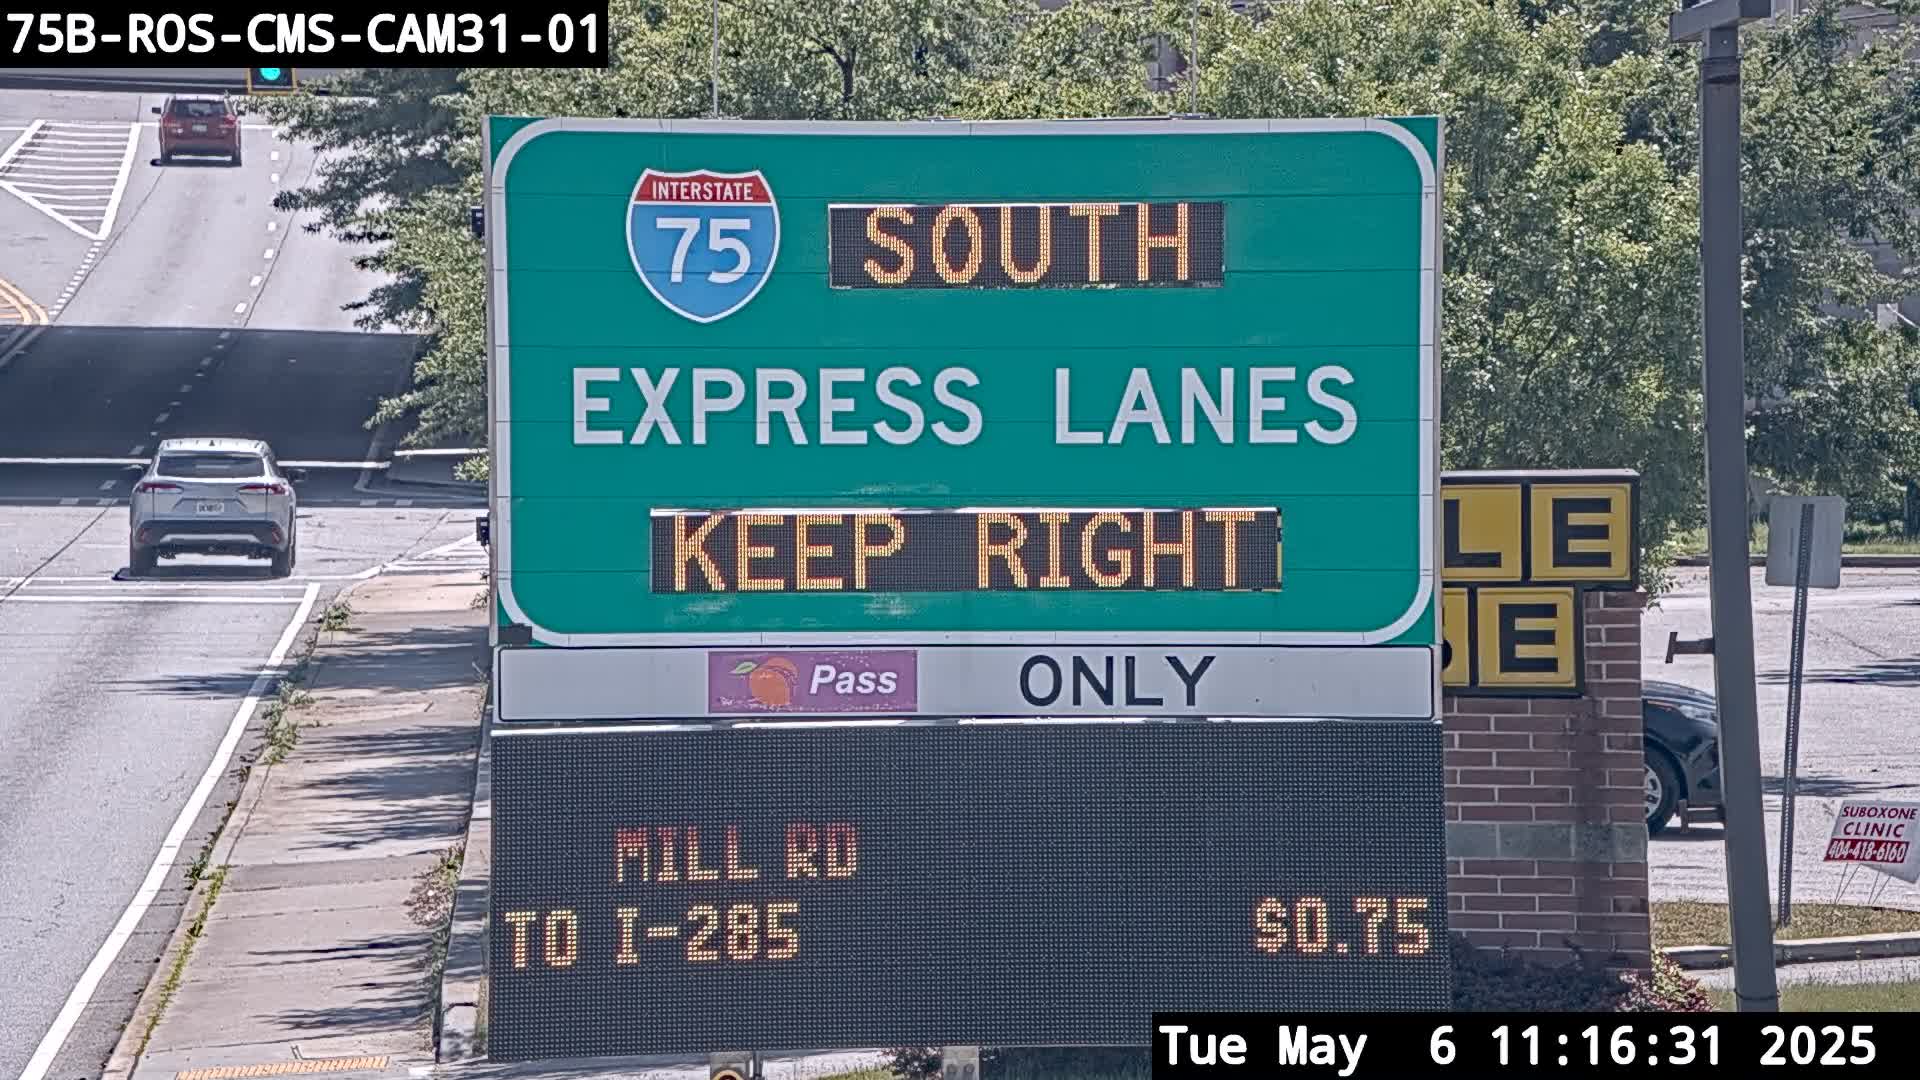 75B-ROS-CMS-CAM31-01
INTERSTATE
75
SOUTH
EXPRESS LANES
KEEP RIGHT
Pass ONLY
MILL RD
TO I-285 $0.75
LE
E
SUBOXONE
CLINIC
404-418-6160
Tue May 6 11:16:31 2025